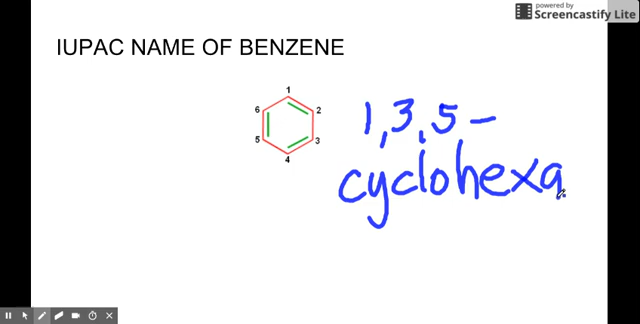 powered by
Screencastify Lite
IUPAC NAME OF BENZENE
1
6
2
5
3
4
1,3,5-
cyclohexa